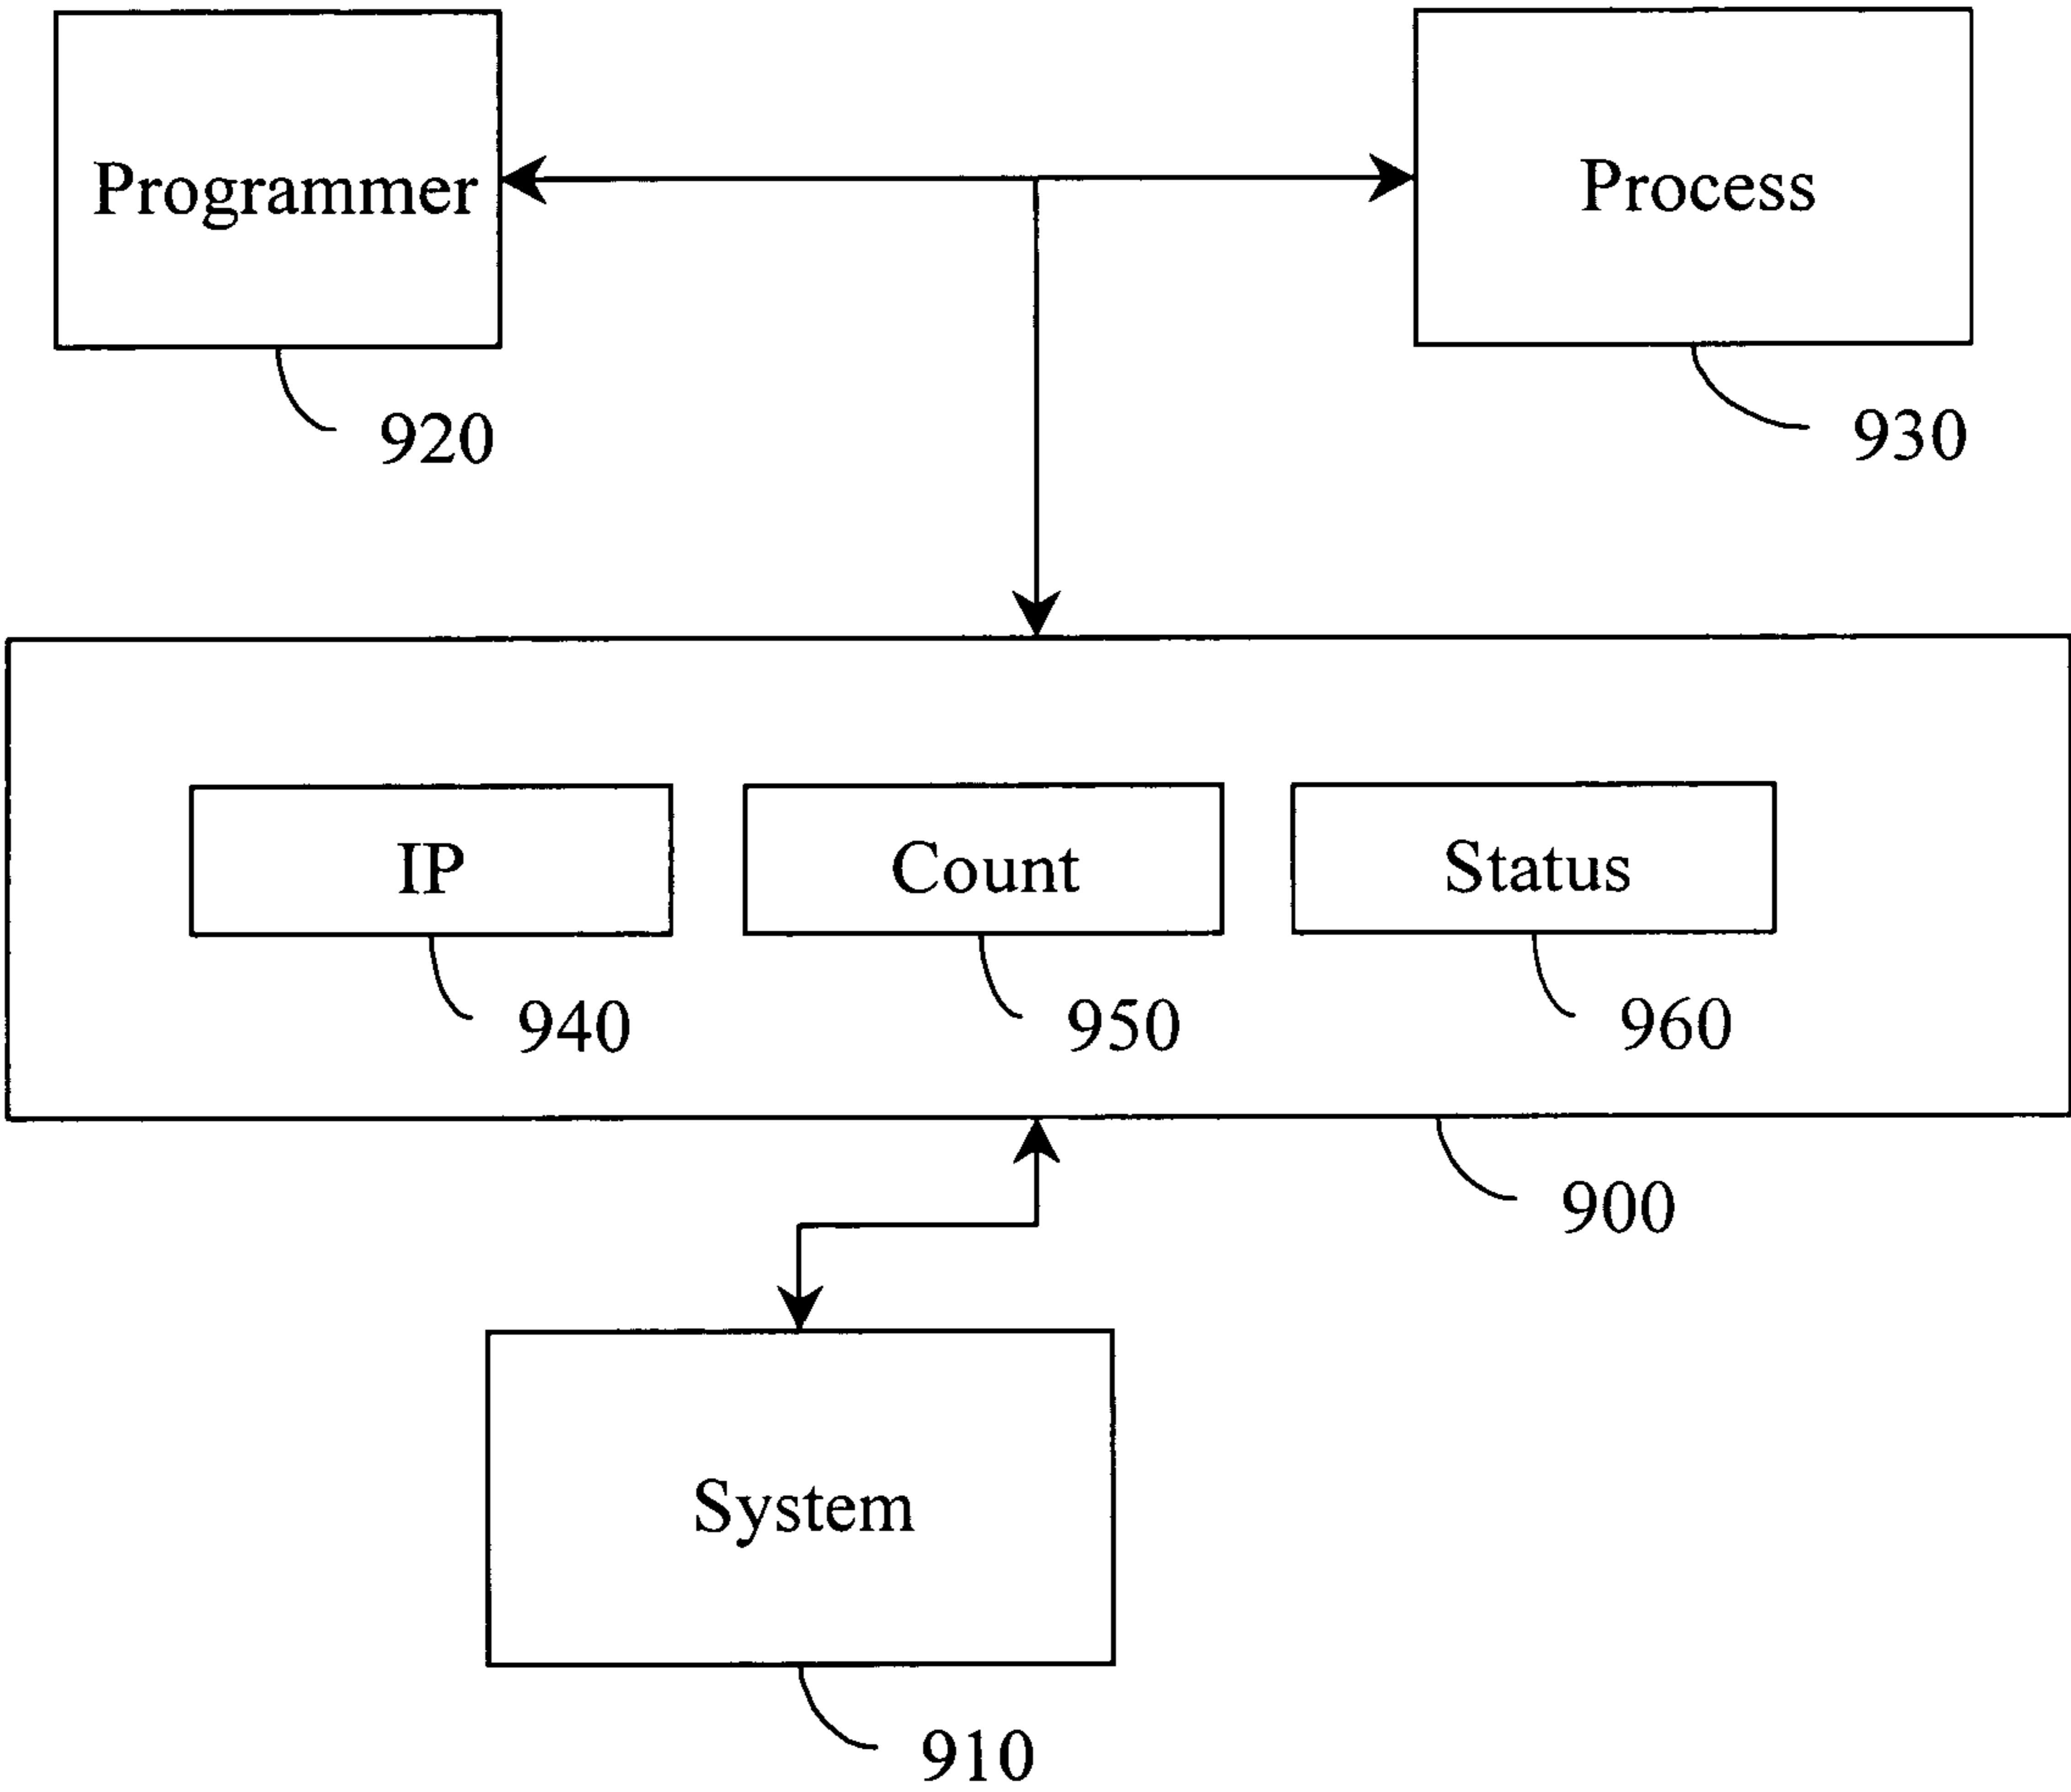 Programmer
Process
920
930
IP
Count
Status
940
950
960
900
System
910